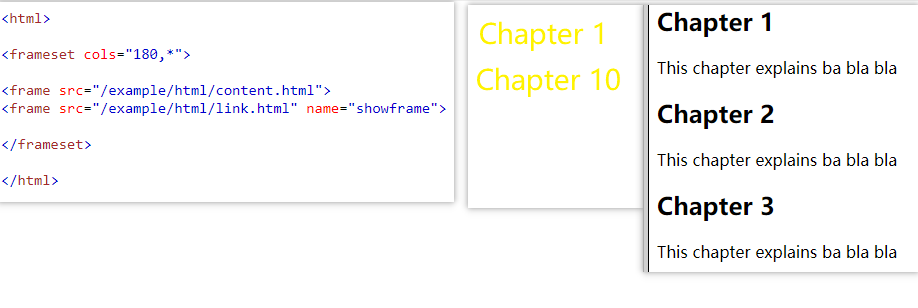 <html>
<frameset cols="180,*">
<frame src="/example/html/content.html">
<frame src="/example/html/link.html" name="showframe">
</frameset>
</html>
Chapter 1
Chapter 10
Chapter 1
This chapter explains ba bla bla
Chapter 2
This chapter explains ba bla bla
Chapter 3
This chapter explains ba bla bla